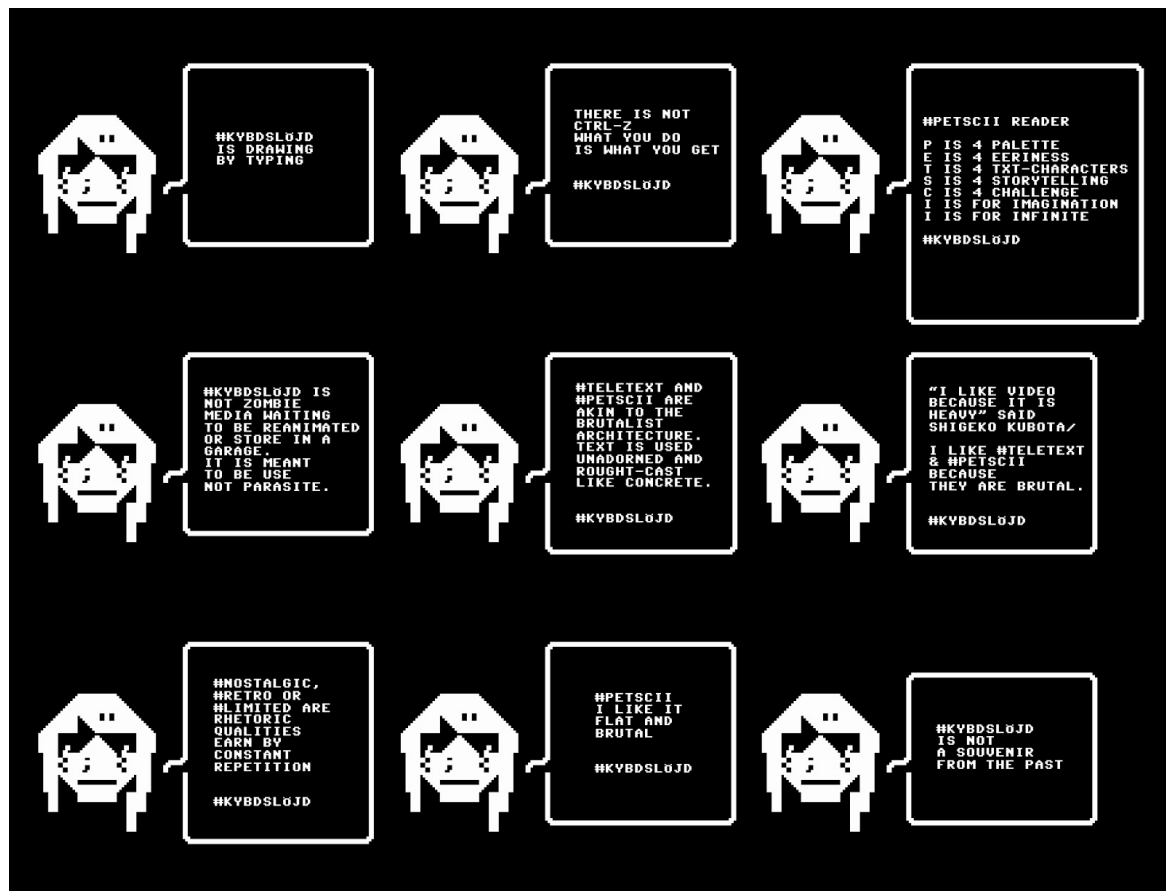 #KYBDSLÖJD
IS DRAWING
BY TYPING
THERE IS NOT
CTRL-Z
WHAT YOU DO
IS WHAT YOU GET
#KYBDSLÖJD
#PETSCII READER
P IS 4 PALETTE
E IS 4 EERINESS
T IS 4 TXT-CHARACTERS
S IS 4 STORYTELLING
C IS 4 CHALLENGE
I IS FOR IMAGINATION
I IS FOR INFINITE
#KYBDSLÖJD
#KYBDSLÖJD IS
NOT ZOMBIE
MEDIA WAITING
TO BE REANIMATED
OR STORE IN A
GARAGE.
IT IS MEANT
TO BE USE
NOT PARASITE.
#TELETEXT AND
#PETSCII ARE
AKIN TO THE
BRUTALIST
ARCHITECTURE.
TEXT IS USED
UNADORNED AND
ROUGHT-CAST
LIKE CONCRETE.
#KYBDSLÖJD
"I LIKE VIDEO
BECAUSE IT IS
HEAVY" SAID
SHIGEKO KUBOTA/
I LIKE #TELETEXT
& #PETSCII
BECAUSE
THEY ARE BRUTAL.
#KYBDSLÖJD
#NOSTALGIC,
#RETRO OR
#LIMITED ARE
RHETORIC
QUALITIES
EARN BY
CONSTANT
REPETITION
#KYBDSLÖJD
#PETSCII
I LIKE IT
FLAT AND
BRUTAL
#KYBDSLÖJD
#KYBDSLÖJD
IS NOT
A SOUVENIR
FROM THE PAST